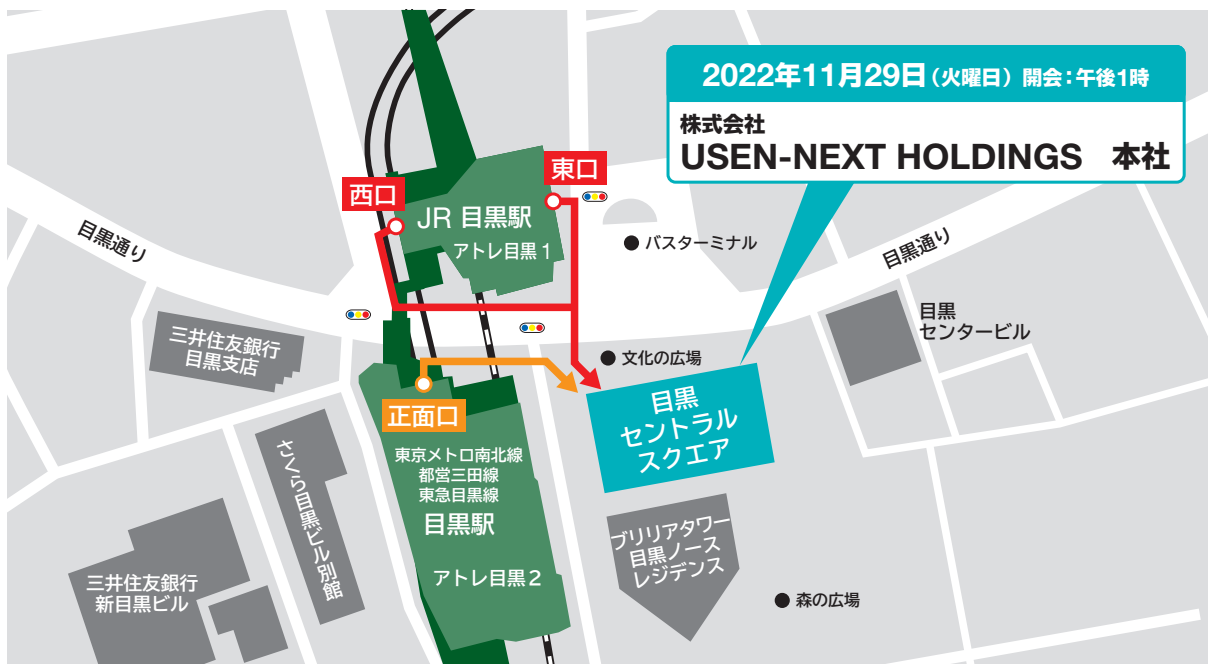 2022年11月29日（火曜日）開会：午後1時
株式会社
USEN-NEXT HOLDINGS 本社
東口
西口
JR 目黒駅
アトレ目黒1
バスターミナル
目黒通り
目黒通り
目黒
センタービル
三井住友銀行
目黒支店
文化の広場
正面口
目黒
セントラル
スクエア
東京メトロ南北線
都営三田線
東急目黒線
目黒駅
アトレ目黒2
さくら目黒ビル別館
三井住友銀行
新目黒ビル
ブリリアタワー
目黒ノース
レジデンス
森の広場